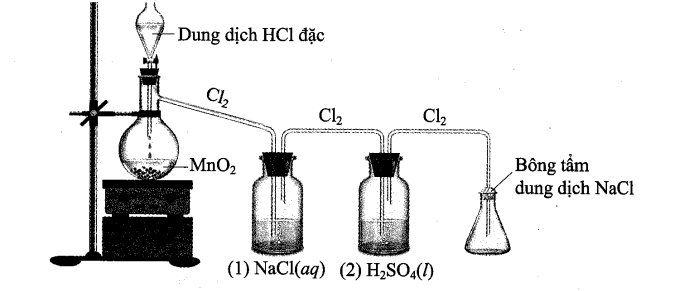 Dung dịch HCl đặc
Cl₂
Cl₂
Cl₂
MnO₂
Bông tẩm
dung dịch NaCl
(1) NaCl(aq) (2) H₂SO₄(l)